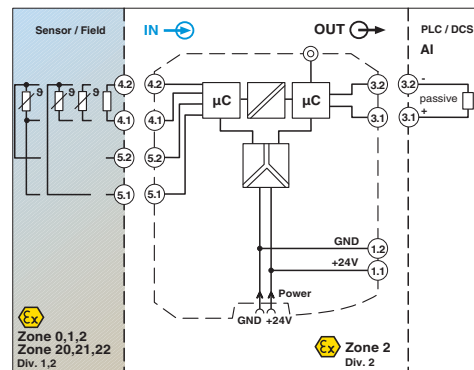 Sensor / Field
IN
OUT
PLC / DCS
AI
ϑ ϑ ϑ
4.2 4.2 µC µC 3.2 3.2 -
passive
4.1 4.1 3.1 3.1 +
5.2 5.2
5.1 5.1
GND 1.2
+24V 1.1
Power
GND +24V
Ex
Zone 0,1,2
Zone 20,21,22
Div. 1,2
Ex Zone 2
Div. 2